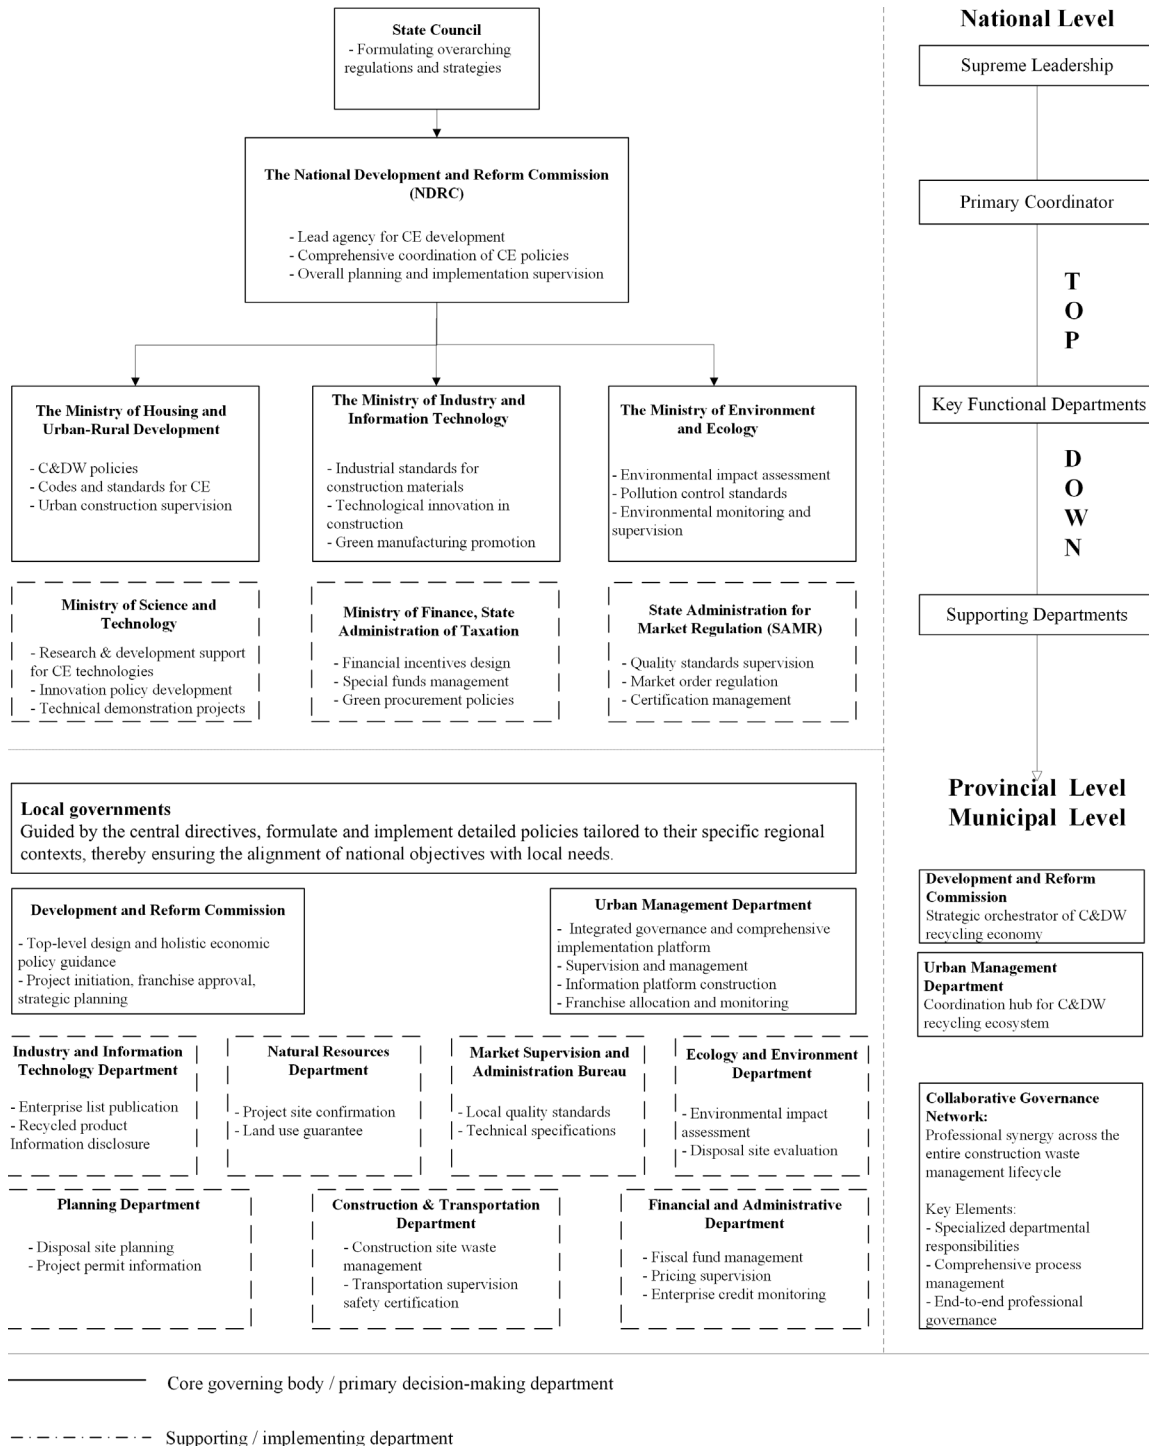 State Council
- Formulating overarching
regulations and strategies
The National Development and Reform Commission
(NDRC)
- Lead agency for CE development
- Comprehensive coordination of CE policies
- Overall planning and implementation supervision
The Ministry of Housing and
Urban-Rural Development
- C&DW policies
- Codes and standards for CE
- Urban construction supervision
The Ministry of Industry and
Information Technology
- Industrial standards for
construction materials
- Technological innovation in
construction
- Green manufacturing promotion
The Ministry of Environment
and Ecology
- Environmental impact assessment
- Pollution control standards
- Environmental monitoring and
supervision
Ministry of Science and
Technology
- Research & development support
for CE technologies
- Innovation policy development
- Technical demonstration projects
Ministry of Finance, State
Administration of Taxation
- Financial incentives design
- Special funds management
- Green procurement policies
State Administration for
Market Regulation (SAMR)
- Quality standards supervision
- Market order regulation
- Certification management
National Level
Supreme Leadership
Primary Coordinator
T
O
P
Key Functional Departments
D
O
W
N
Supporting Departments
Provincial Level
Municipal Level
Local governments
Guided by the central directives, formulate and implement detailed policies tailored to their specific regional
contexts, thereby ensuring the alignment of national objectives with local needs.
Development and Reform Commission
- Top-level design and holistic economic
policy guidance
- Project initiation, franchise approval,
strategic planning
Urban Management Department
- Integrated governance and comprehensive
implementation platform
- Supervision and management
- Information platform construction
- Franchise allocation and monitoring
Industry and Information
Technology Department
- Enterprise list publication
- Recycled product
Information disclosure
Natural Resources
Department
- Project site confirmation
- Land use guarantee
Market Supervision and
Administration Bureau
- Local quality standards
- Technical specifications
Ecology and Environment
Department
- Environmental impact
assessment
- Disposal site evaluation
Planning Department
- Disposal site planning
- Project permit information
Construction & Transportation
Department
- Construction site waste
management
- Transportation supervision
safety certification
Financial and Administrative
Department
- Fiscal fund management
- Pricing supervision
- Enterprise credit monitoring
Development and Reform
Commission
Strategic orchestrator of C&DW
recycling economy
Urban Management
Department
Coordination hub for C&DW
recycling ecosystem
Collaborative Governance
Network:
Professional synergy across the
entire construction waste
management lifecycle
Key Elements:
- Specialized departmental
responsibilities
- Comprehensive process
management
- End-to-end professional
governance
Core governing body / primary decision-making department
Supporting / implementing department